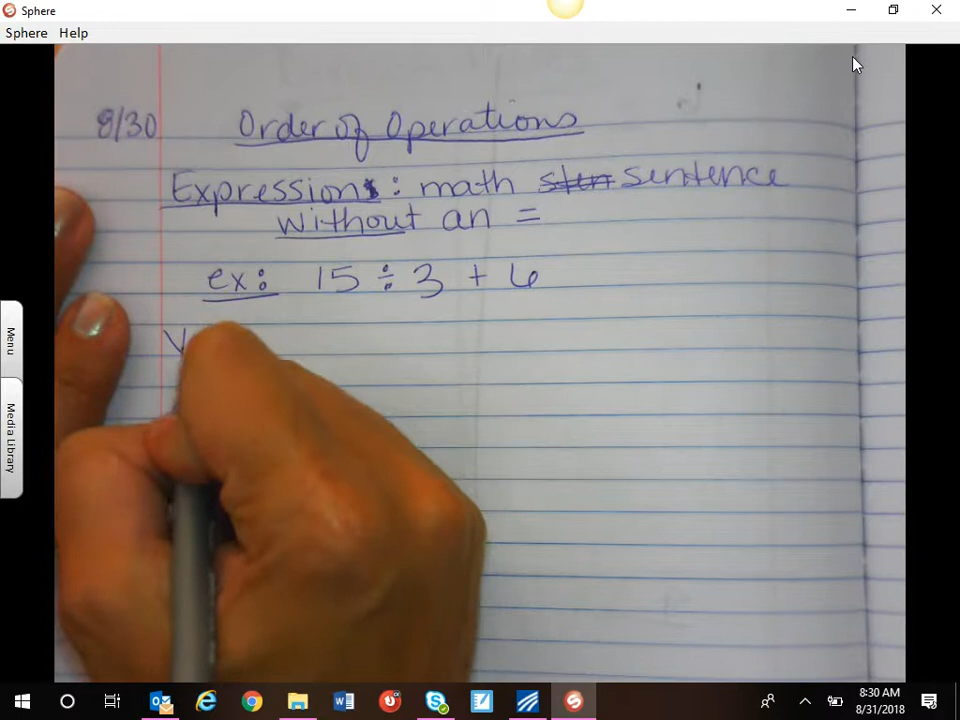 Sphere
Sphere Help
8/30 Order of Operations
Expression: math sentence
without an =
ex: 15 ÷ 3 + 6
V
Menu
Media Library
8:30 AM
8/31/2018